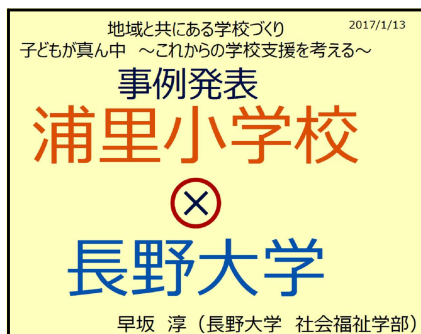 地域と共にある学校づくり 2017/1/13
子どもが真ん中 ～これからの学校支援を考える～
事例発表
浦里小学校
×
長野大学
早坂 淳（長野大学 社会福祉学部）